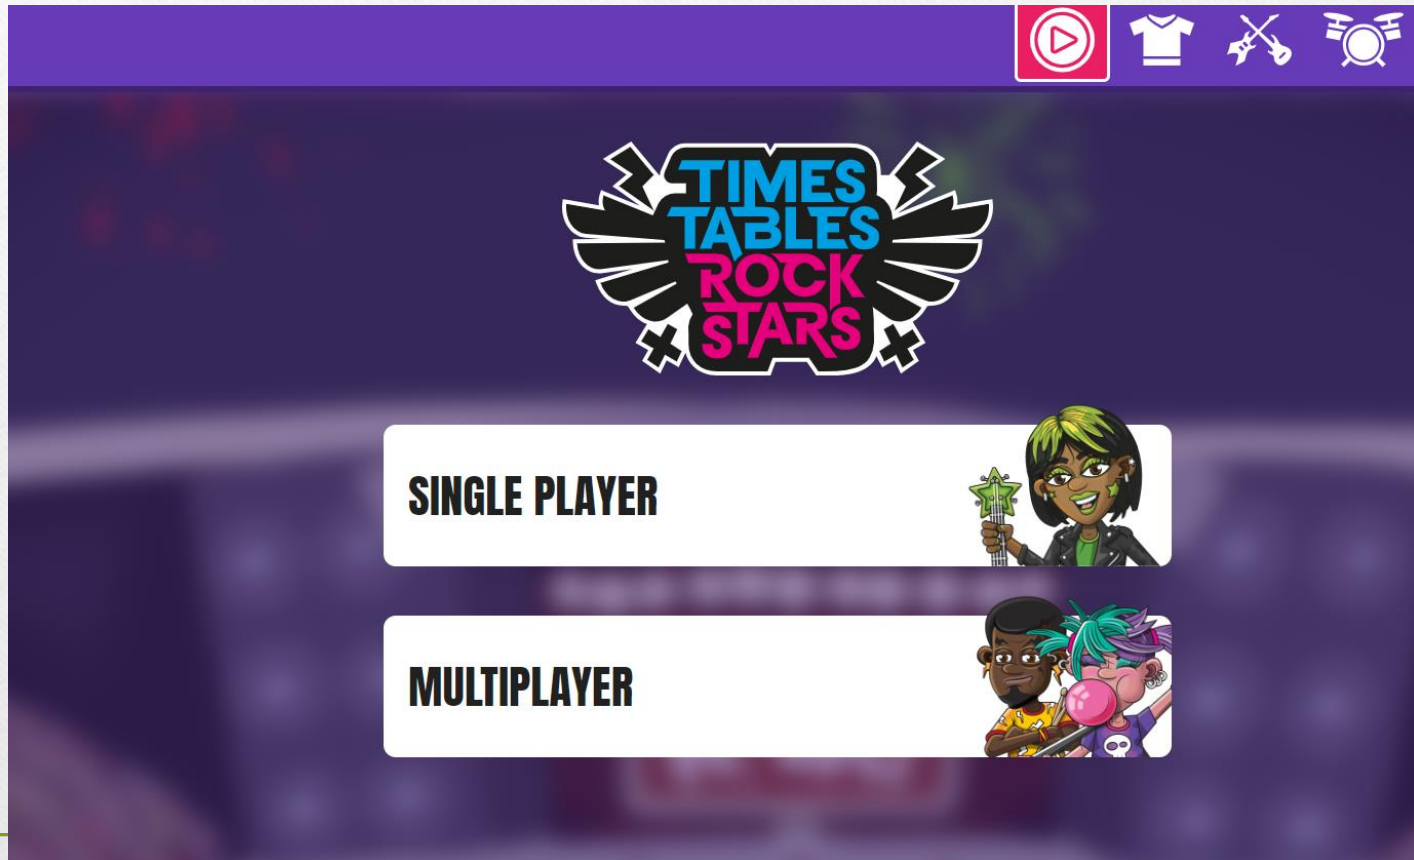 TIMES
TABLES
ROCK
STARS
SINGLE PLAYER
MULTIPLAYER